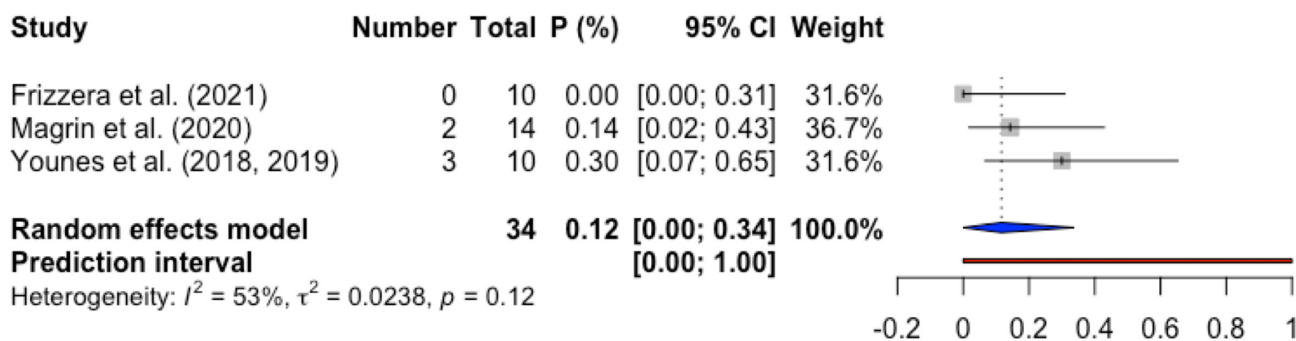 Study Number Total P (%) 95% CI Weight
Frizzera et al. (2021) 0 10 0.00 [0.00; 0.31] 31.6%
Magrin et al. (2020) 2 14 0.14 [0.02; 0.43] 36.7%
Younes et al. (2018, 2019) 3 10 0.30 [0.07; 0.65] 31.6%
Random effects model 34 0.12 [0.00; 0.34] 100.0%
Prediction interval [0.00; 1.00]
Heterogeneity: I² = 53%, τ² = 0.0238, p = 0.12
-0.2 0 0.2 0.4 0.6 0.8 1